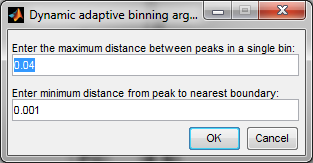 Dynamic adaptive binning arg...
Enter the maximum distance between peaks in a single bin:
0.04
Enter minimum distance from peak to nearest boundary:
0.001
OK Cancel